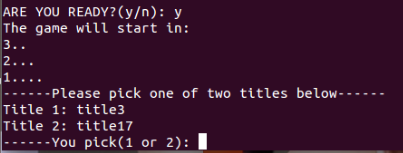 ARE YOU READY?(y/n): y
The game will start in:
3..
2...
1....
------Please pick one of two titles below------
Title 1: title3
Title 2: title17
------You pick(1 or 2):